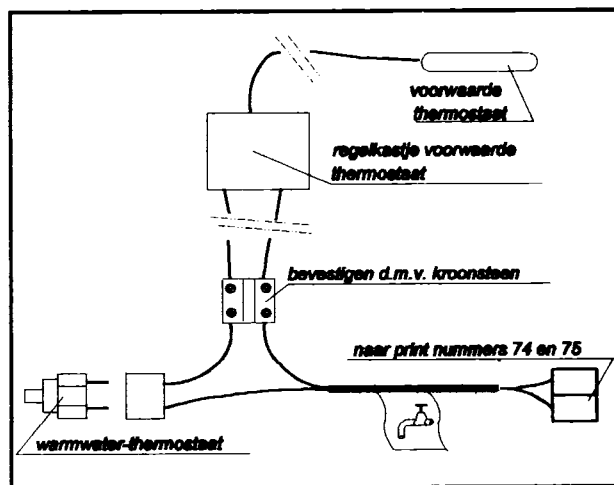 voorwaarde
thermostaat
regelkastje voorwaarde
thermostaat
bevestigen d.m.v. kroonsteen
naar print nummers 74 en 75
warmwater-thermostaat